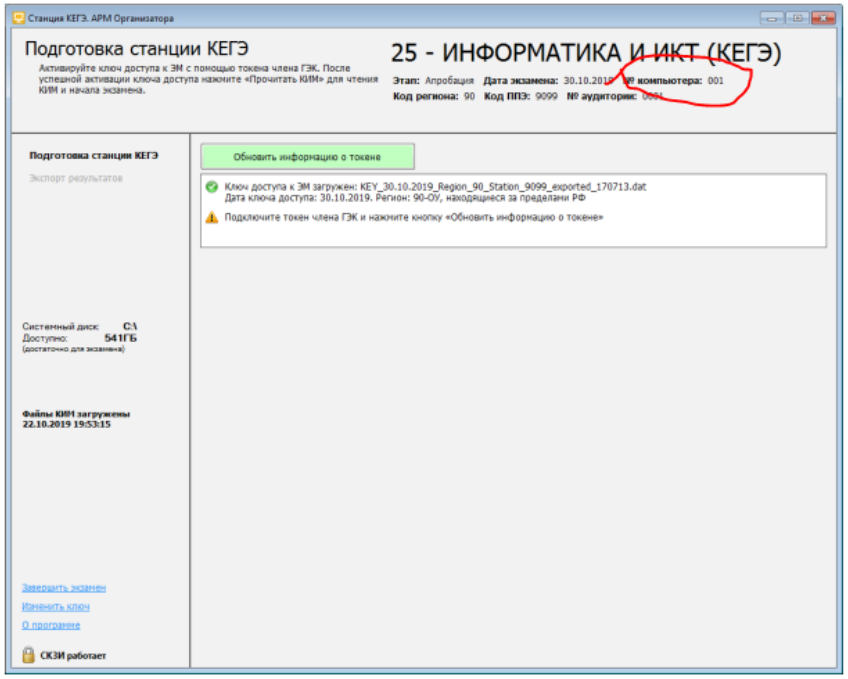 Станция КЕГЭ. АРМ Организатора
Подготовка станции КЕГЭ
Активируйте ключ доступа к ЭМ с помощью токена члена ГЭК. После
успешной активации ключа доступа нажмите «Прочитать КИМ» для чтения
КИМ и начала экзамена.
25 - ИНФОРМАТИКА И ИКТ (КЕГЭ)
Этап: Апробация Дата экзамена: 30.10.2019 № компьютера: 001
Код региона: 90 Код ППЭ: 9099 № аудитории: 0001
Подготовка станции КЕГЭ
Экспорт результатов
Обновить информацию о токене
Ключ доступа к ЭМ загружен: KEY_30.10.2019_Region_90_Station_9099_exported_170713.dat
Дата ключа доступа: 30.10.2019. Регион: 90-ОУ, находящиеся за пределами РФ
Подключите токен члена ГЭК и нажмите кнопку «Обновить информацию о токене»
Системный диск: C:\
Доступно: 541ГБ
(достаточно для экзамена)
Файлы КИМ загружены
22.10.2019 19:53:15
Завершить экзамен
Изменить ключ
О программе
СКЗИ работает